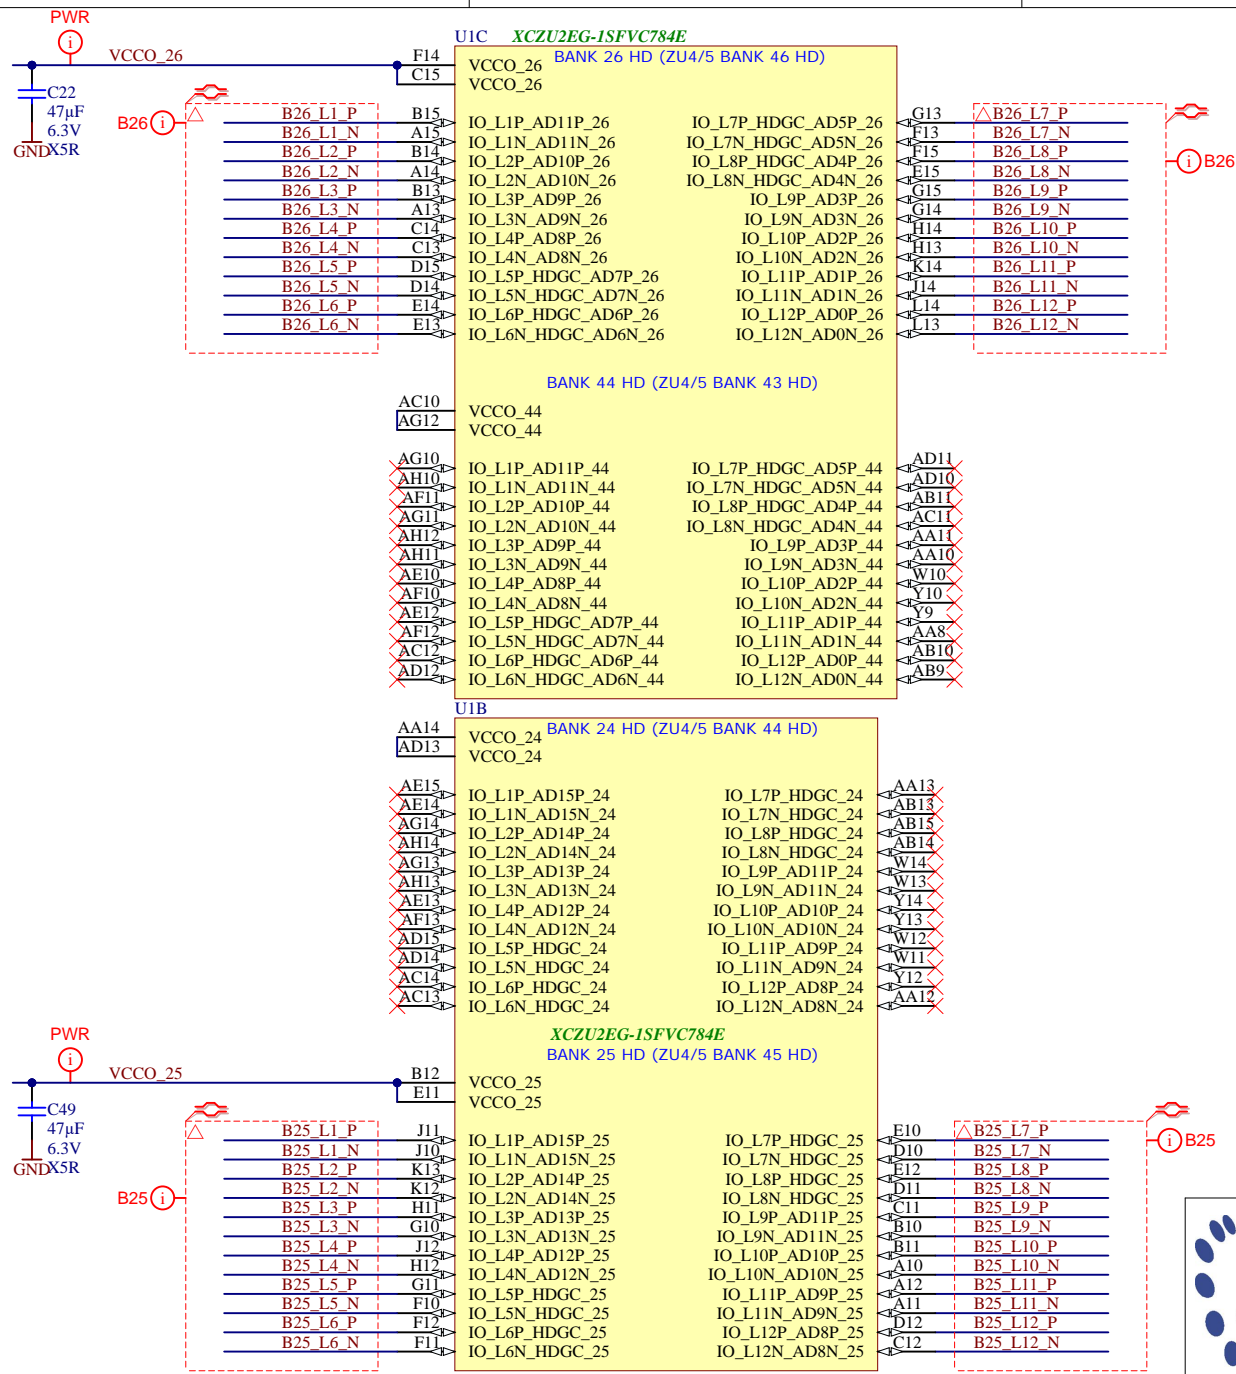 PWR
VCCO_26
C22
47µF
6.3V
X5R
GND
U1C XCZU2EG-1SFVC784E
BANK 26 HD (ZU4/5 BANK 46 HD)
F14 VCCO_26
C15 VCCO_26
B26
B26
B26_L1_P B15 IO_L1P_AD11P_26 IO_L7P_HDGC_AD5P_26 G13 B26_L7_P
B26_L1_N A15 IO_L1N_AD11N_26 IO_L7N_HDGC_AD5N_26 F13 B26_L7_N
B26_L2_P B14 IO_L2P_AD10P_26 IO_L8P_HDGC_AD4P_26 F15 B26_L8_P
B26_L2_N A14 IO_L2N_AD10N_26 IO_L8N_HDGC_AD4N_26 E15 B26_L8_N
B26_L3_P B13 IO_L3P_AD9P_26 IO_L9P_AD3P_26 G15 B26_L9_P
B26_L3_N A13 IO_L3N_AD9N_26 IO_L9N_AD3N_26 G14 B26_L9_N
B26_L4_P C14 IO_L4P_AD8P_26 IO_L10P_AD2P_26 H14 B26_L10_P
B26_L4_N C13 IO_L4N_AD8N_26 IO_L10N_AD2N_26 H13 B26_L10_N
B26_L5_P D15 IO_L5P_HDGC_AD7P_26 IO_L11P_AD1P_26 K14 B26_L11_P
B26_L5_N D14 IO_L5N_HDGC_AD7N_26 IO_L11N_AD1N_26 J14 B26_L11_N
B26_L6_P E14 IO_L6P_HDGC_AD6P_26 IO_L12P_AD0P_26 L14 B26_L12_P
B26_L6_N E13 IO_L6N_HDGC_AD6N_26 IO_L12N_AD0N_26 L13 B26_L12_N
BANK 44 HD (ZU4/5 BANK 43 HD)
AC10 VCCO_44
AG12 VCCO_44
AG10 IO_L1P_AD11P_44 IO_L7P_HDGC_AD5P_44 AD11
AH10 IO_L1N_AD11N_44 IO_L7N_HDGC_AD5N_44 AD10
AF11 IO_L2P_AD10P_44 IO_L8P_HDGC_AD4P_44 AB11
AG11 IO_L2N_AD10N_44 IO_L8N_HDGC_AD4N_44 AC11
AH12 IO_L3P_AD9P_44 IO_L9P_AD3P_44 AA11
AH11 IO_L3N_AD9N_44 IO_L9N_AD3N_44 AA10
AE10 IO_L4P_AD8P_44 IO_L10P_AD2P_44 W10
AF10 IO_L4N_AD8N_44 IO_L10N_AD2N_44 Y10
AE12 IO_L5P_HDGC_AD7P_44 IO_L11P_AD1P_44 Y9
AF12 IO_L5N_HDGC_AD7N_44 IO_L11N_AD1N_44 AA8
AC12 IO_L6P_HDGC_AD6P_44 IO_L12P_AD0P_44 AB10
AD12 IO_L6N_HDGC_AD6N_44 IO_L12N_AD0N_44 AB9
U1B
BANK 24 HD (ZU4/5 BANK 44 HD)
AA14 VCCO_24
AD13 VCCO_24
AE15 IO_L1P_AD15P_24 IO_L7P_HDGC_24 AA13
AE14 IO_L1N_AD15N_24 IO_L7N_HDGC_24 AB13
AG14 IO_L2P_AD14P_24 IO_L8P_HDGC_24 AB15
AH14 IO_L2N_AD14N_24 IO_L8N_HDGC_24 AB14
AG13 IO_L3P_AD13P_24 IO_L9P_AD11P_24 W14
AH13 IO_L3N_AD13N_24 IO_L9N_AD11N_24 W13
AE13 IO_L4P_AD12P_24 IO_L10P_AD10P_24 Y14
AF13 IO_L4N_AD12N_24 IO_L10N_AD10N_24 Y13
AD15 IO_L5P_HDGC_24 IO_L11P_AD9P_24 W12
AD14 IO_L5N_HDGC_24 IO_L11N_AD9N_24 W11
AC14 IO_L6P_HDGC_24 IO_L12P_AD8P_24 Y12
AC13 IO_L6N_HDGC_24 IO_L12N_AD8N_24 AA12
XCZU2EG-1SFVC784E
BANK 25 HD (ZU4/5 BANK 45 HD)
PWR
VCCO_25
C49
47µF
6.3V
X5R
GND
B12 VCCO_25
E11 VCCO_25
B25
B25
B25_L1_P J11 IO_L1P_AD15P_25 IO_L7P_HDGC_25 E10 B25_L7_P
B25_L1_N J10 IO_L1N_AD15N_25 IO_L7N_HDGC_25 D10 B25_L7_N
B25_L2_P K13 IO_L2P_AD14P_25 IO_L8P_HDGC_25 E12 B25_L8_P
B25_L2_N K12 IO_L2N_AD14N_25 IO_L8N_HDGC_25 D11 B25_L8_N
B25_L3_P H11 IO_L3P_AD13P_25 IO_L9P_AD11P_25 C11 B25_L9_P
B25_L3_N G10 IO_L3N_AD13N_25 IO_L9N_AD11N_25 B10 B25_L9_N
B25_L4_P J12 IO_L4P_AD12P_25 IO_L10P_AD10P_25 B11 B25_L10_P
B25_L4_N H12 IO_L4N_AD12N_25 IO_L10N_AD10N_25 A10 B25_L10_N
B25_L5_P G11 IO_L5P_HDGC_25 IO_L11P_AD9P_25 A12 B25_L11_P
B25_L5_N F10 IO_L5N_HDGC_25 IO_L11N_AD9N_25 A11 B25_L11_N
B25_L6_P F12 IO_L6P_HDGC_25 IO_L12P_AD8P_25 D12 B25_L12_P
B25_L6_N F11 IO_L6N_HDGC_25 IO_L12N_AD8N_25 C12 B25_L12_N